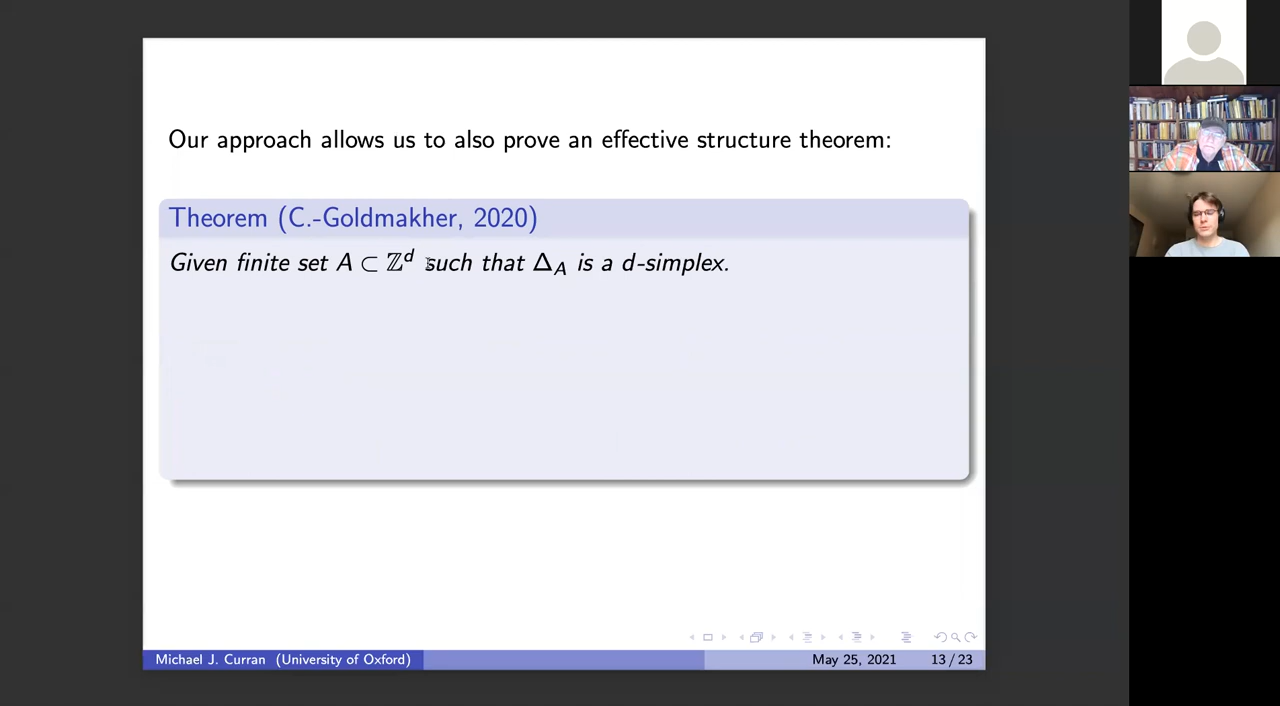 Our approach allows us to also prove an effective structure theorem:
Theorem (C.-Goldmakher, 2020)
Given finite set A ⊂ ℤᵈ such that Δ_A is a d-simplex.
Michael J. Curran (University of Oxford)
May 25, 2021
13 / 23